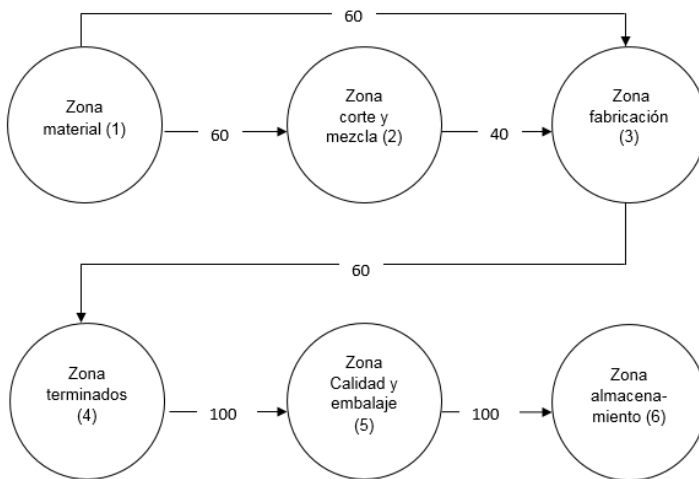 60
Zona
material (1)
60
Zona
corte y
mezcla (2)
40
Zona
fabricación
(3)
60
Zona
terminados
(4)
100
Zona
Calidad y
embalaje
(5)
100
Zona
almacena-
miento (6)